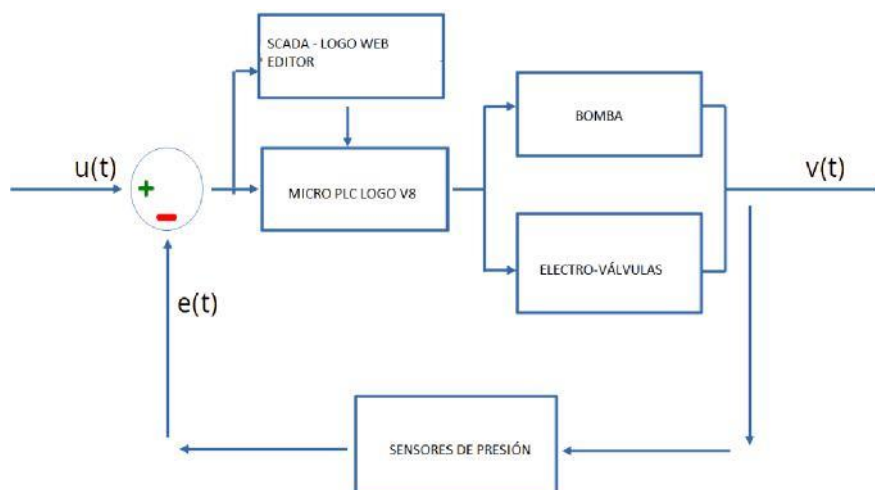 SCADA - LOGO WEB
EDITOR
BOMBA
u(t)
+
-
MICRO PLC LOGO V8
v(t)
ELECTRO-VÁLVULAS
e(t)
SENSORES DE PRESIÓN